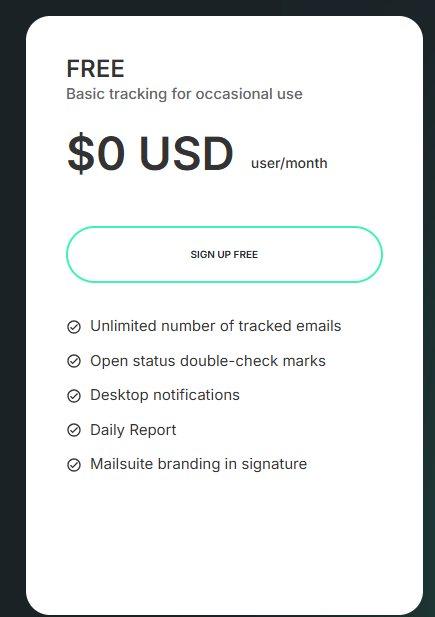 FREE
Basic tracking for occasional use
$0 USD user/month
SIGN UP FREE
Unlimited number of tracked emails
Open status double-check marks
Desktop notifications
Daily Report
Mailsuite branding in signature